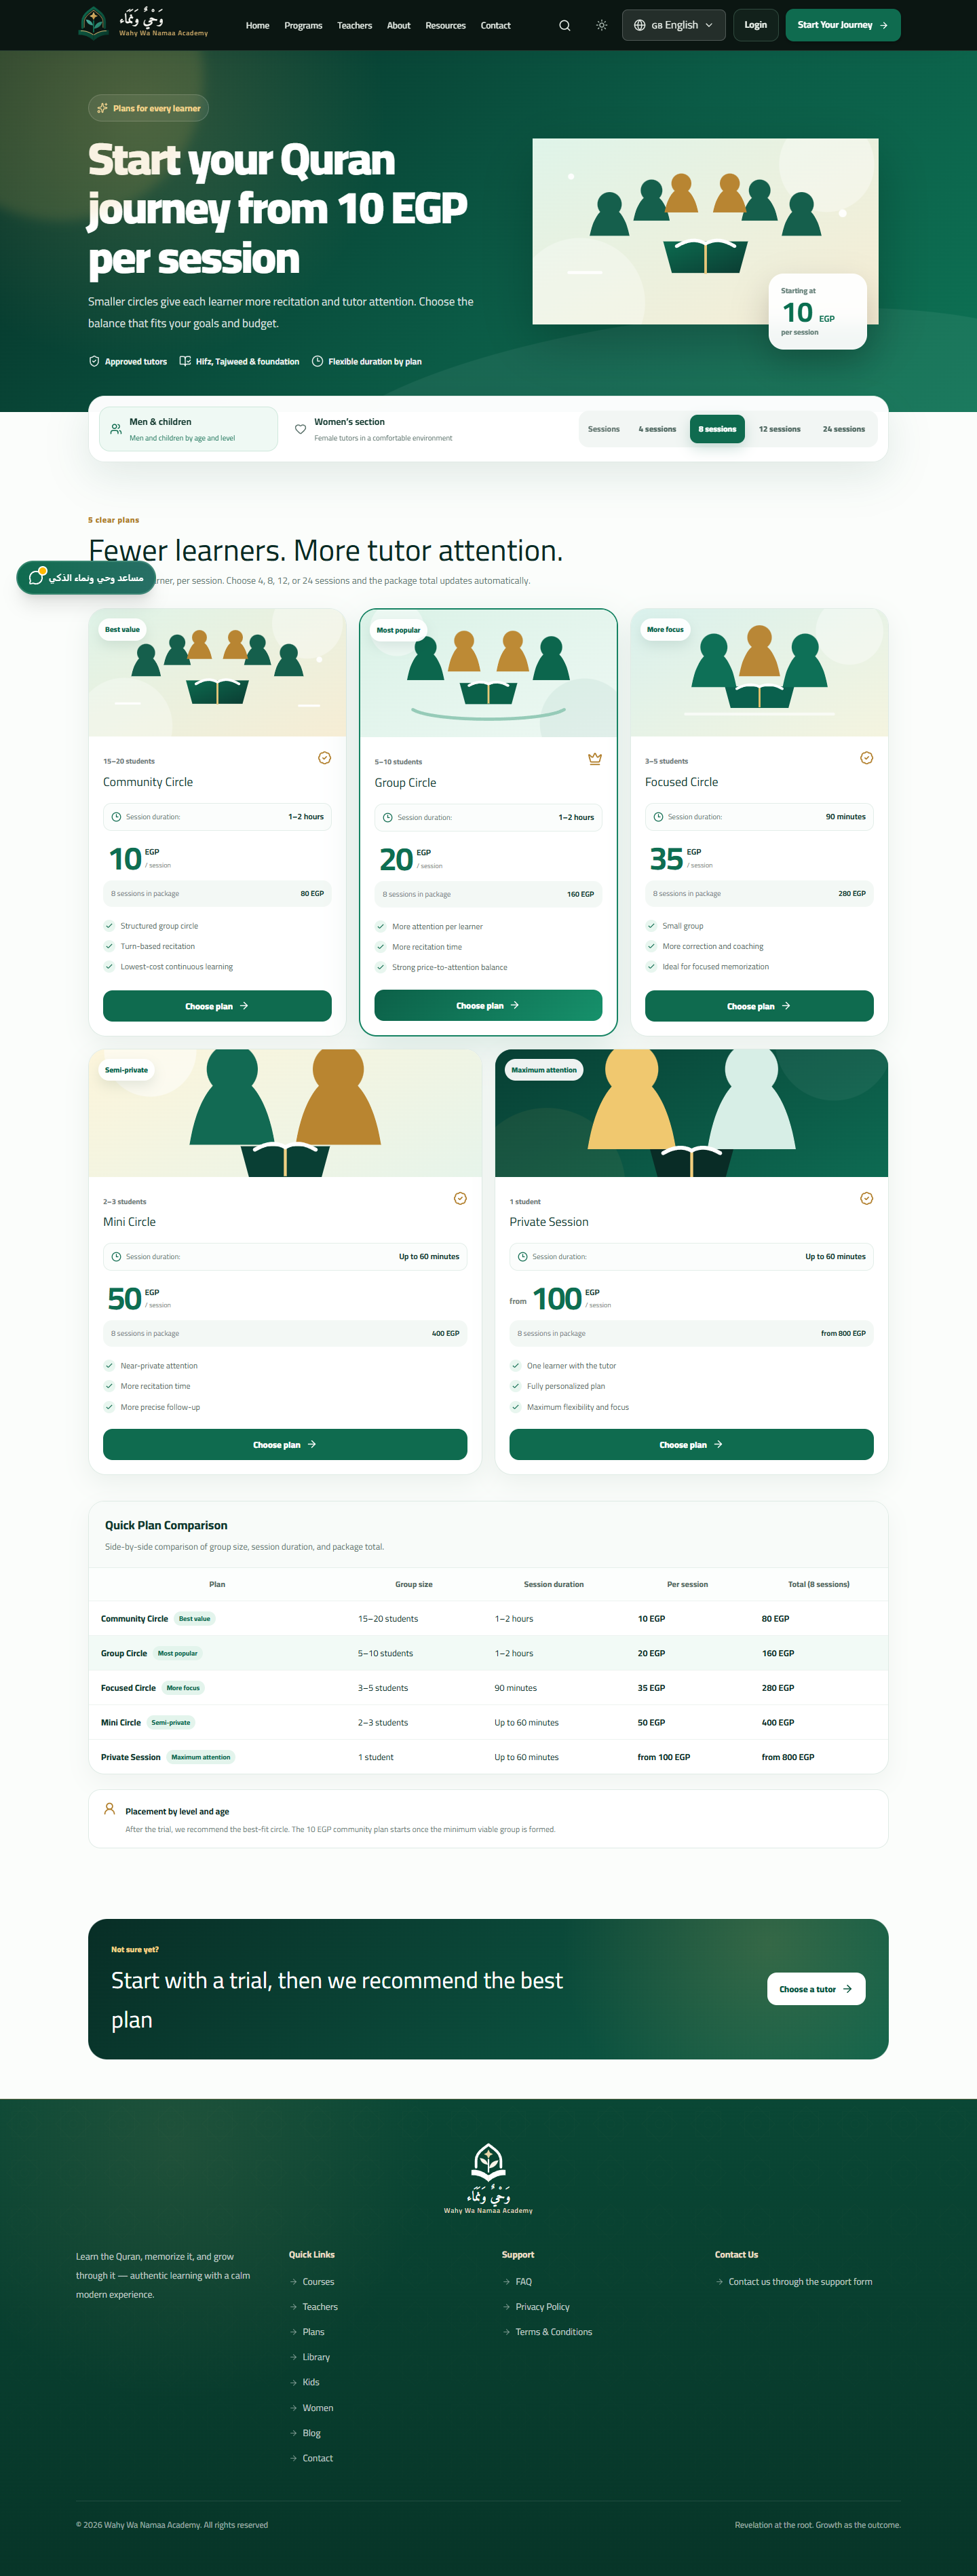 وَحْيٌ وَنَمَاء
Wahy Wa Namaa Academy
Home
Programs
Teachers
About
Resources
Contact
GB English
Login
Start Your Journey
Plans for every learner
Start your Quran
journey from 10 EGP
per session
Smaller circles give each learner more recitation and tutor attention. Choose the
balance that fits your goals and budget.
Approved tutors
Hifz, Tajweed & foundation
Flexible duration by plan
Starting at
10 EGP
per session
Men & children
Men and children by age and level
Women's section
Female tutors in a comfortable environment
Sessions
4 sessions
8 sessions
12 sessions
24 sessions
5 clear plans
Fewer learners. More tutor attention.
مساعد وحي ونماء الذكي
rner, per session. Choose 4, 8, 12, or 24 sessions and the package total updates automatically.
Best value
15–20 students
Community Circle
Session duration:
1–2 hours
10 EGP
/ session
8 sessions in package
80 EGP
Structured group circle
Turn-based recitation
Lowest-cost continuous learning
Choose plan
Most popular
5–10 students
Group Circle
Session duration:
1–2 hours
20 EGP
/ session
8 sessions in package
160 EGP
More attention per learner
More recitation time
Strong price-to-attention balance
Choose plan
More focus
3–5 students
Focused Circle
Session duration:
90 minutes
35 EGP
/ session
8 sessions in package
280 EGP
Small group
More correction and coaching
Ideal for focused memorization
Choose plan
Semi-private
2–3 students
Mini Circle
Session duration:
Up to 60 minutes
50 EGP
/ session
8 sessions in package
400 EGP
Near-private attention
More recitation time
More precise follow-up
Choose plan
Maximum attention
1 student
Private Session
Session duration:
Up to 60 minutes
from 100 EGP
/ session
8 sessions in package
from 800 EGP
One learner with the tutor
Fully personalized plan
Maximum flexibility and focus
Choose plan
Quick Plan Comparison
Side-by-side comparison of group size, session duration, and package total.
Plan Group size Session duration Per session Total (8 sessions)
Community Circle Best value 15–20 students 1–2 hours 10 EGP 80 EGP
Group Circle Most popular 5–10 students 1–2 hours 20 EGP 160 EGP
Focused Circle More focus 3–5 students 90 minutes 35 EGP 280 EGP
Mini Circle Semi-private 2–3 students Up to 60 minutes 50 EGP 400 EGP
Private Session Maximum attention 1 student Up to 60 minutes from 100 EGP from 800 EGP
Placement by level and age
After the trial, we recommend the best-fit circle. The 10 EGP community plan starts once the minimum viable group is formed.
Not sure yet?
Start with a trial, then we recommend the best
plan
Choose a tutor
وَحْيٌ وَنَمَاء
Wahy Wa Namaa Academy
Learn the Quran, memorize it, and grow
through it — authentic learning with a calm
modern experience.
Quick Links
Courses
Teachers
Plans
Library
Kids
Women
Blog
Contact
Support
FAQ
Privacy Policy
Terms & Conditions
Contact Us
Contact us through the support form
© 2026 Wahy Wa Namaa Academy. All rights reserved
Revelation at the root. Growth as the outcome.